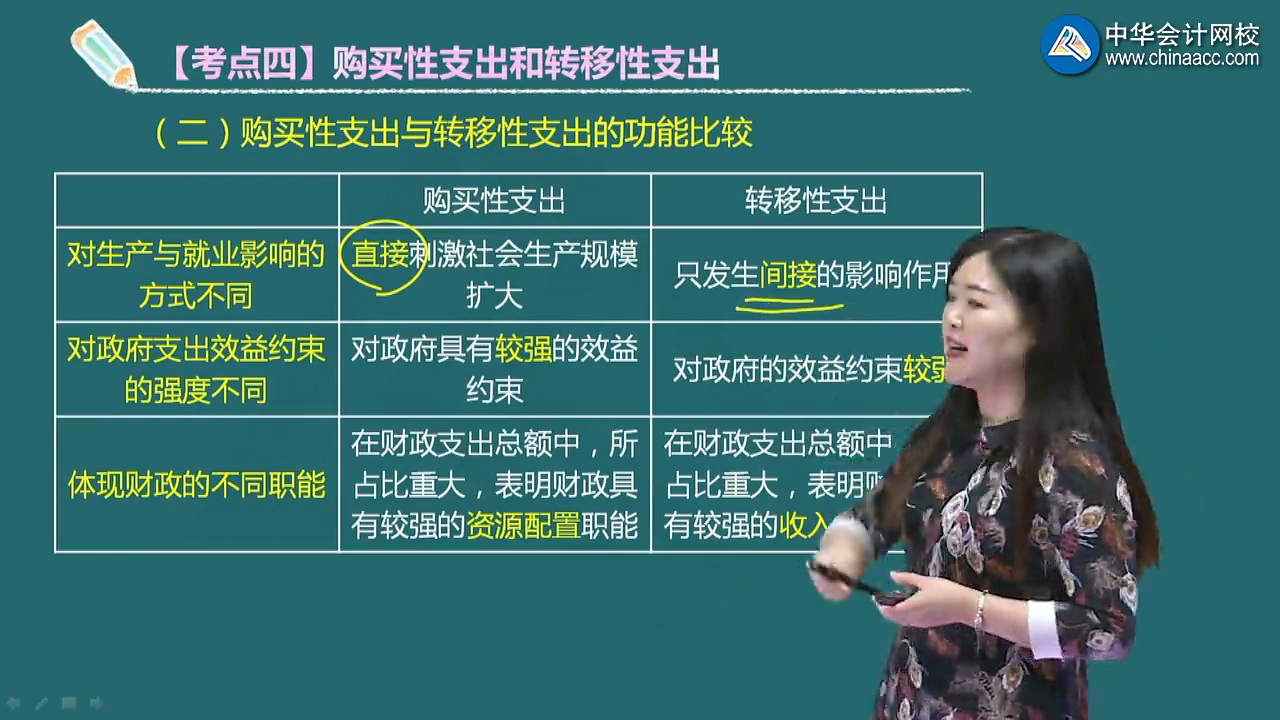 中华会计网校
www.chinaacc.com
【考点四】购买性支出和转移性支出
（二）购买性支出与转移性支出的功能比较
购买性支出
转移性支出
对生产与就业影响的
方式不同
直接刺激社会生产规模
扩大
只发生间接的影响作用
对政府支出效益约束
的强度不同
对政府具有较强的效益
约束
对政府的效益约束较弱
体现财政的不同职能
在财政支出总额中，所
占比重大，表明财政具
有较强的资源配置职能
在财政支出总额中
占比重大，表明财
有较强的收入